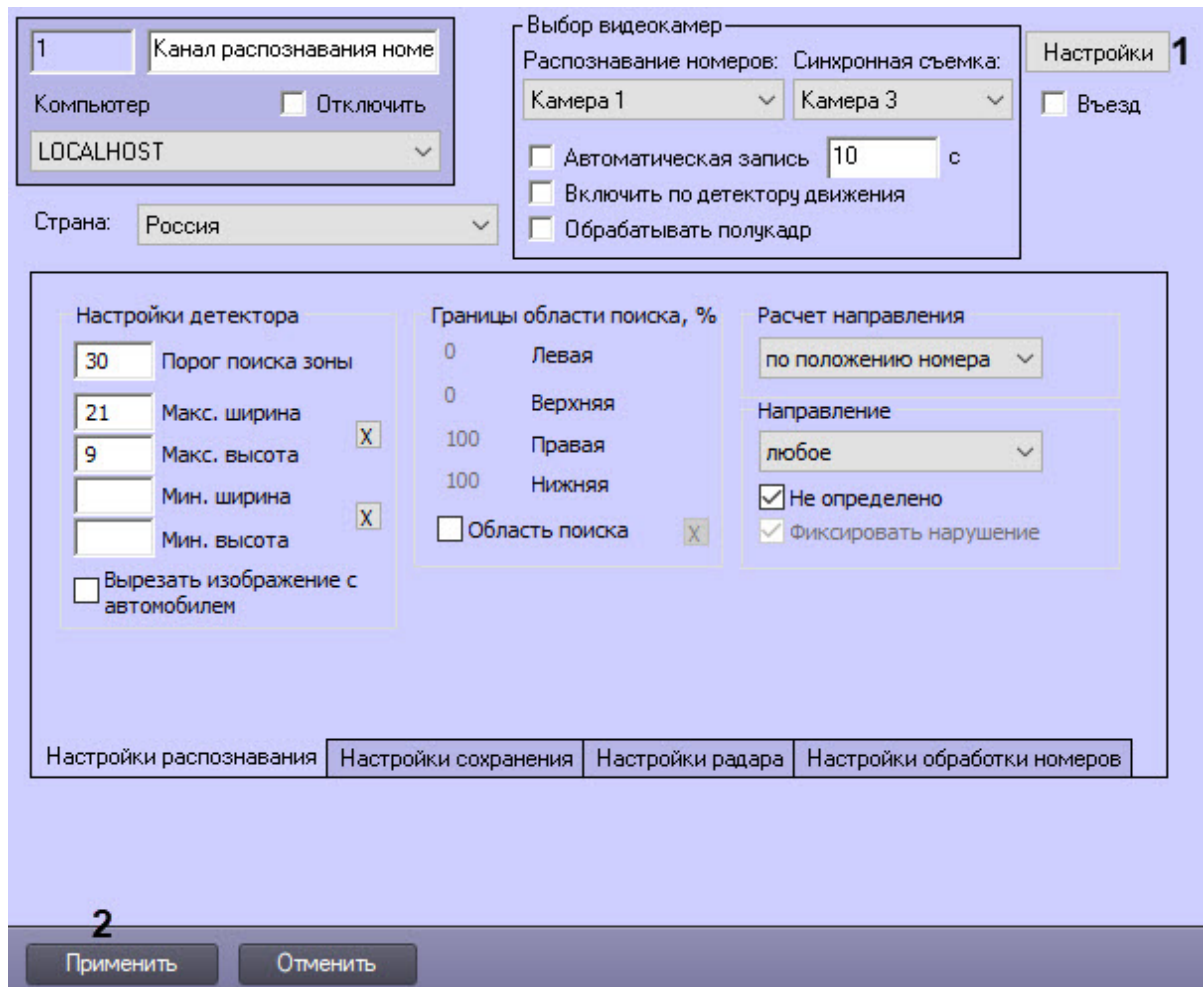 1 Канал распознавания номе
Компьютер Отключить
LOCALHOST
Страна: Россия
Выбор видеокамер
Распознавание номеров: Синхронная съемка:
Камера 1 Камера 3
Автоматическая запись 10 с
Включить по детектору движения
Обрабатывать полукадр
Настройки 1
Въезд
Настройки детектора
30 Порог поиска зоны
21 Макс. ширина
X
9 Макс. высота
Мин. ширина
X
Мин. высота
Вырезать изображение с
автомобилем
Границы области поиска, %
0 Левая
0 Верхняя
100 Правая
100 Нижняя
Область поиска X
Расчет направления
по положению номера
Направление
любое
Не определено
Фиксировать нарушение
Настройки распознавания Настройки сохранения Настройки радара Настройки обработки номеров
2
Применить Отменить